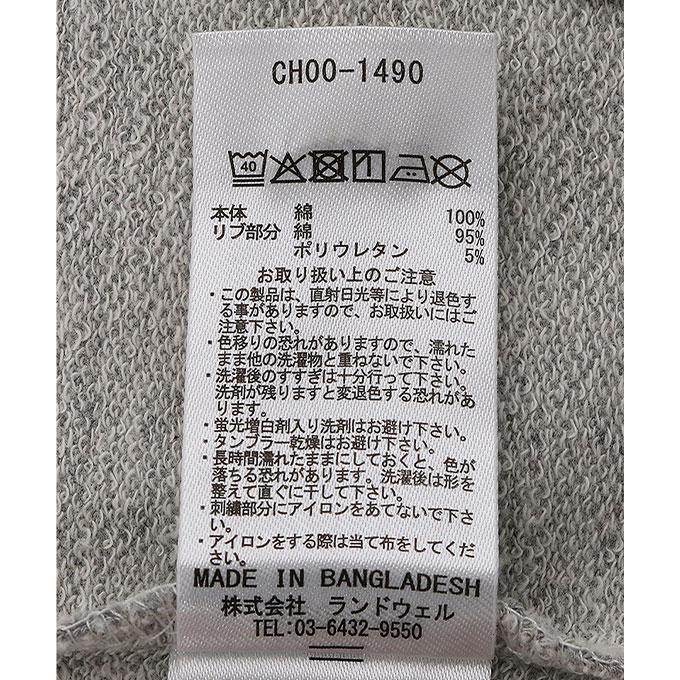 CH00-1490
40
本体 綿 100%
リブ部分 綿 95%
ポリウレタン 5%
お取り扱い上のご注意
・この製品は、直射日光等により退色す
る事がありますので、お取扱いにはご
注意下さい。
・色移りの恐れがありますので、濡れた
まま他の洗濯物と重ねないで下さい。
・洗濯後のすすぎは十分行って下さい。
洗剤が残りますと変退色する恐れがあ
ります。
・蛍光増白剤入り洗剤はお避け下さい。
・タンブラー乾燥はお避け下さい。
・長時間濡れたままにしておくと、色が
落ちる恐れがあります。洗濯後は形を
整えて直ぐに干して下さい。
・刺繍部分にアイロンをあてないで下さ
い。
・アイロンをする際は当て布をしてくだ
さい。
MADE IN BANGLADESH
株式会社 ランドウェル
TEL:03-6432-9550